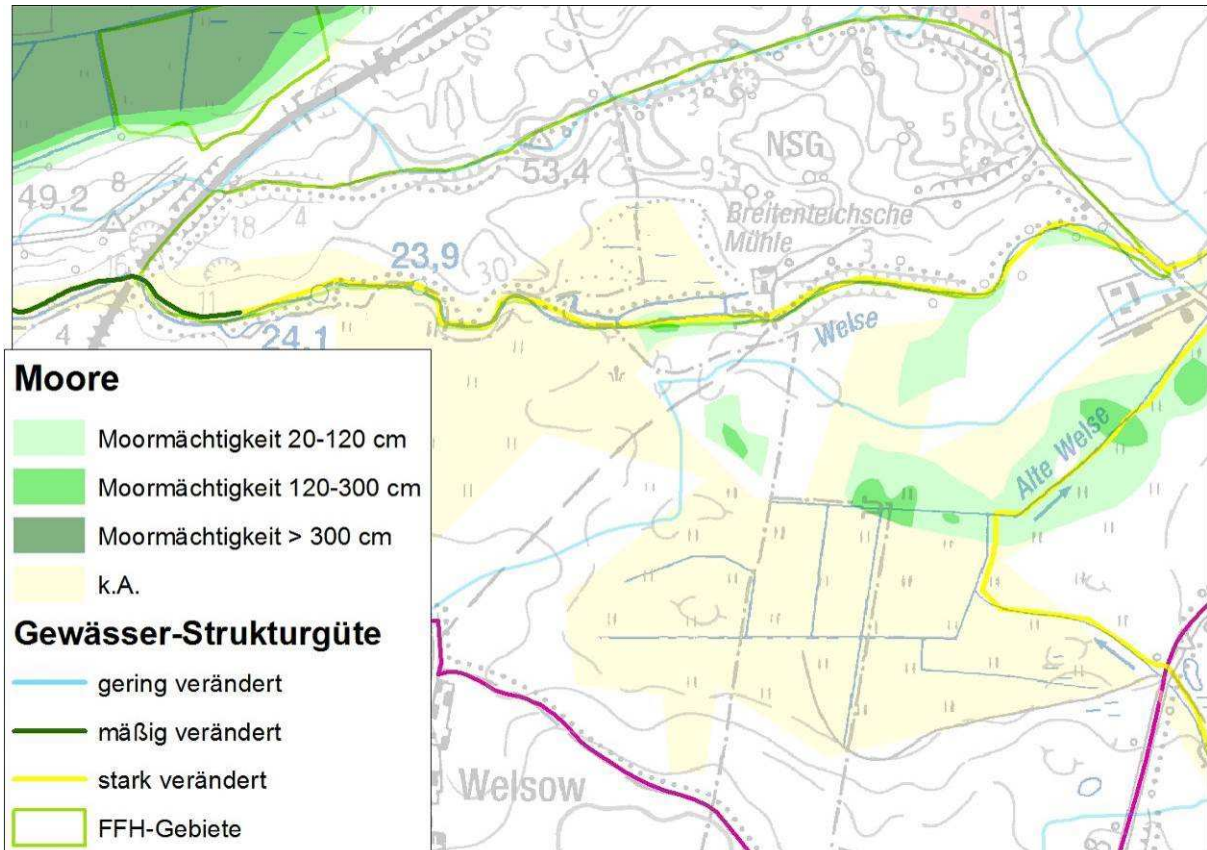 49,2
8
18
4
53,4
3
6
9
5
NSG
Breitenteichsche
Mühle
3
23,9
30
16
11
4
24,1
Welse
Alte Welse
Welsow
Moore
Moormächtigkeit 20-120 cm
Moormächtigkeit 120-300 cm
Moormächtigkeit > 300 cm
k.A.
Gewässer-Strukturgüte
gering verändert
mäßig verändert
stark verändert
FFH-Gebiete